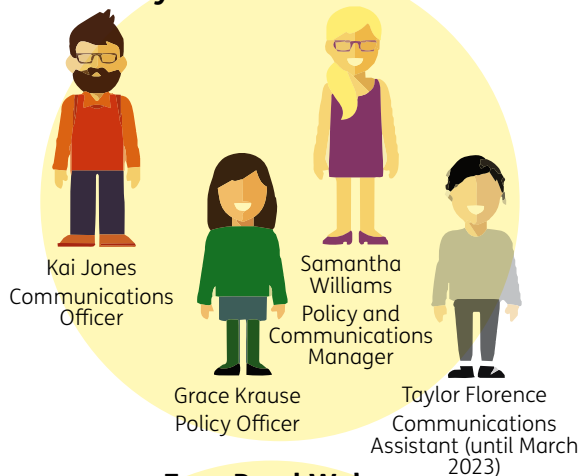 Kai Jones
Communications
Officer
Samantha
Williams
Policy and
Communications
Manager
Grace Krause
Policy Officer
Taylor Florence
Communications
Assistant (until March
2023)